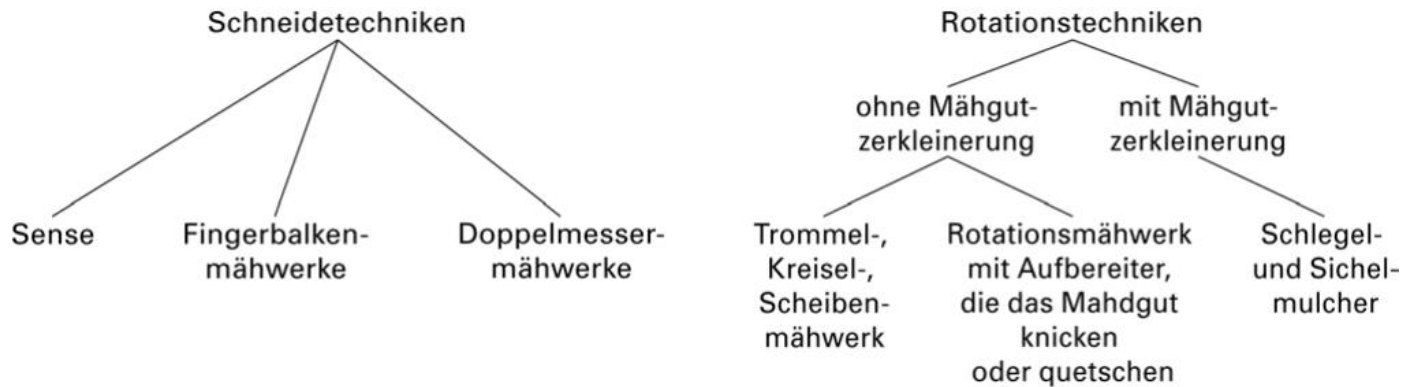 Schneidetechniken
Rotationstechniken
ohne Mähgut-
zerkleinerung
mit Mähgut-
zerkleinerung
Sense
Fingerbalken-
mähwerke
Doppelmesser-
mähwerke
Trommel-,
Kreisel-,
Scheiben-
mähwerk
Rotationsmähwerk
mit Aufbereiter,
die das Mahdgut
knicken
oder quetschen
Schlegel-
und Sichel-
mulcher